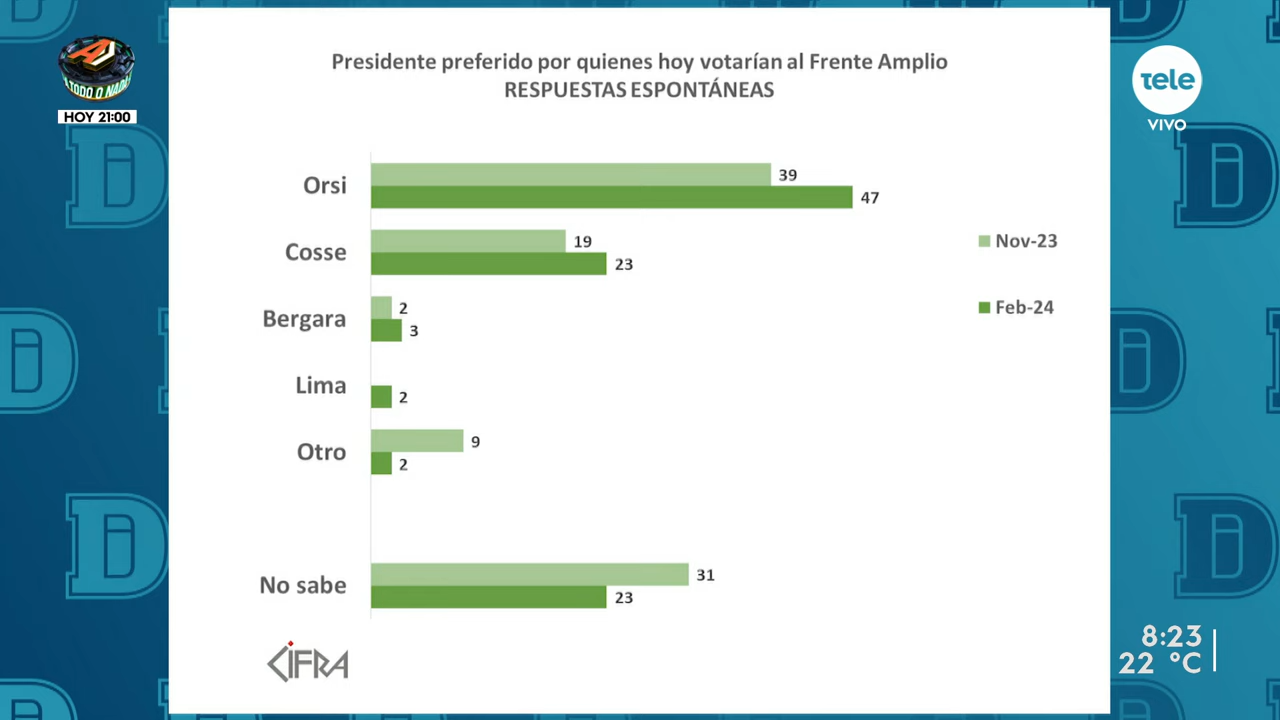 Presidente preferido por quienes hoy votarían al Frente Amplio
RESPUESTAS ESPONTÁNEAS
A TODO O NADA
HOY 21:00
tele
VIVO
Orsi
39
47
Cosse
19
23
Nov-23
Bergara
2
3
Feb-24
Lima
2
Otro
9
2
No sabe
31
23
CIFRA
8:23
22 °C